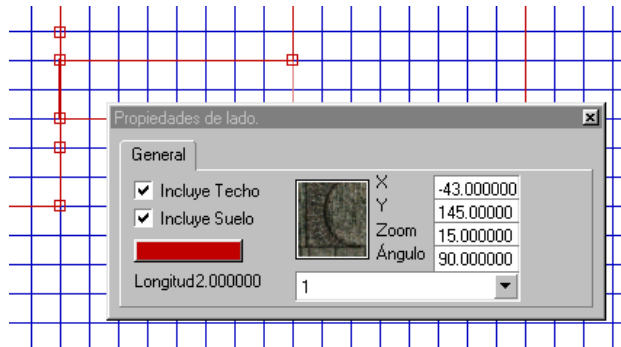 Propiedades de lado.
General
Incluye Techo
Incluye Suelo
Longitud2.000000
X -43.000000
Y 145.00000
Zoom 15.000000
Ángulo 90.000000
1